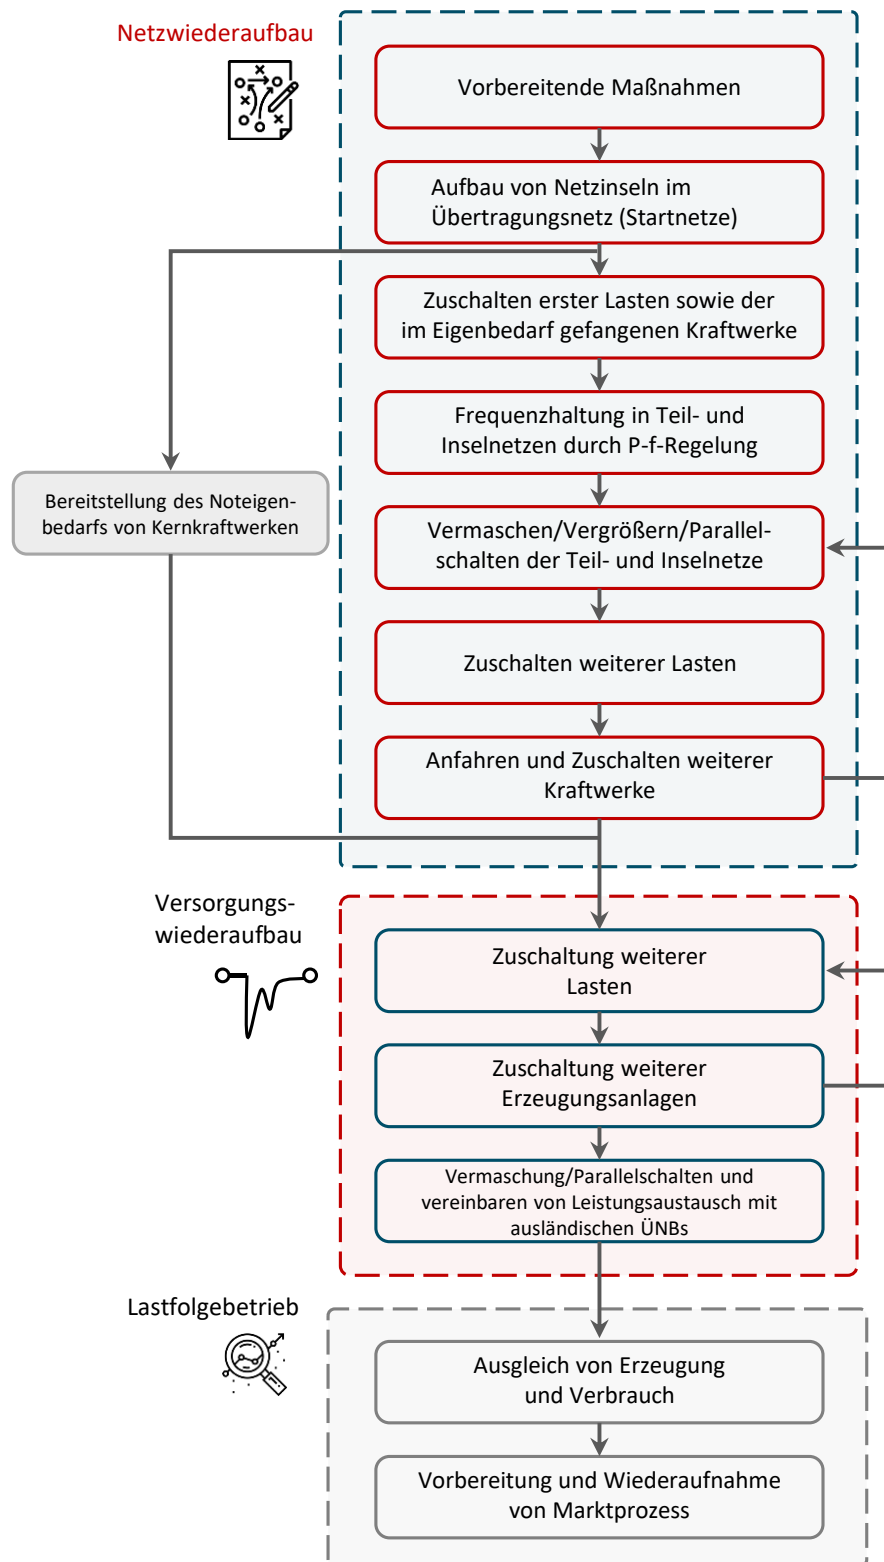 Netzwiederaufbau
Vorbereitende Maßnahmen
Aufbau von Netzinseln im
Übertragungsnetz (Startnetze)
Zuschalten erster Lasten sowie der
im Eigenbedarf gefangenen Kraftwerke
Frequenzhaltung in Teil- und
Inselnetzen durch P-f-Regelung
Bereitstellung des Noteigen-
bedarfs von Kernkraftwerken
Vermaschen/Vergrößern/Parallel-
schalten der Teil- und Inselnetze
Zuschalten weiterer Lasten
Anfahren und Zuschalten weiterer
Kraftwerke
Versorgungs-
wiederaufbau
Zuschaltung weiterer
Lasten
Zuschaltung weiterer
Erzeugungsanlagen
Vermaschung/Parallelschalten und
vereinbaren von Leistungsaustausch mit
ausländischen ÜNBs
Lastfolgebetrieb
Ausgleich von Erzeugung
und Verbrauch
Vorbereitung und Wiederaufnahme
von Marktprozess